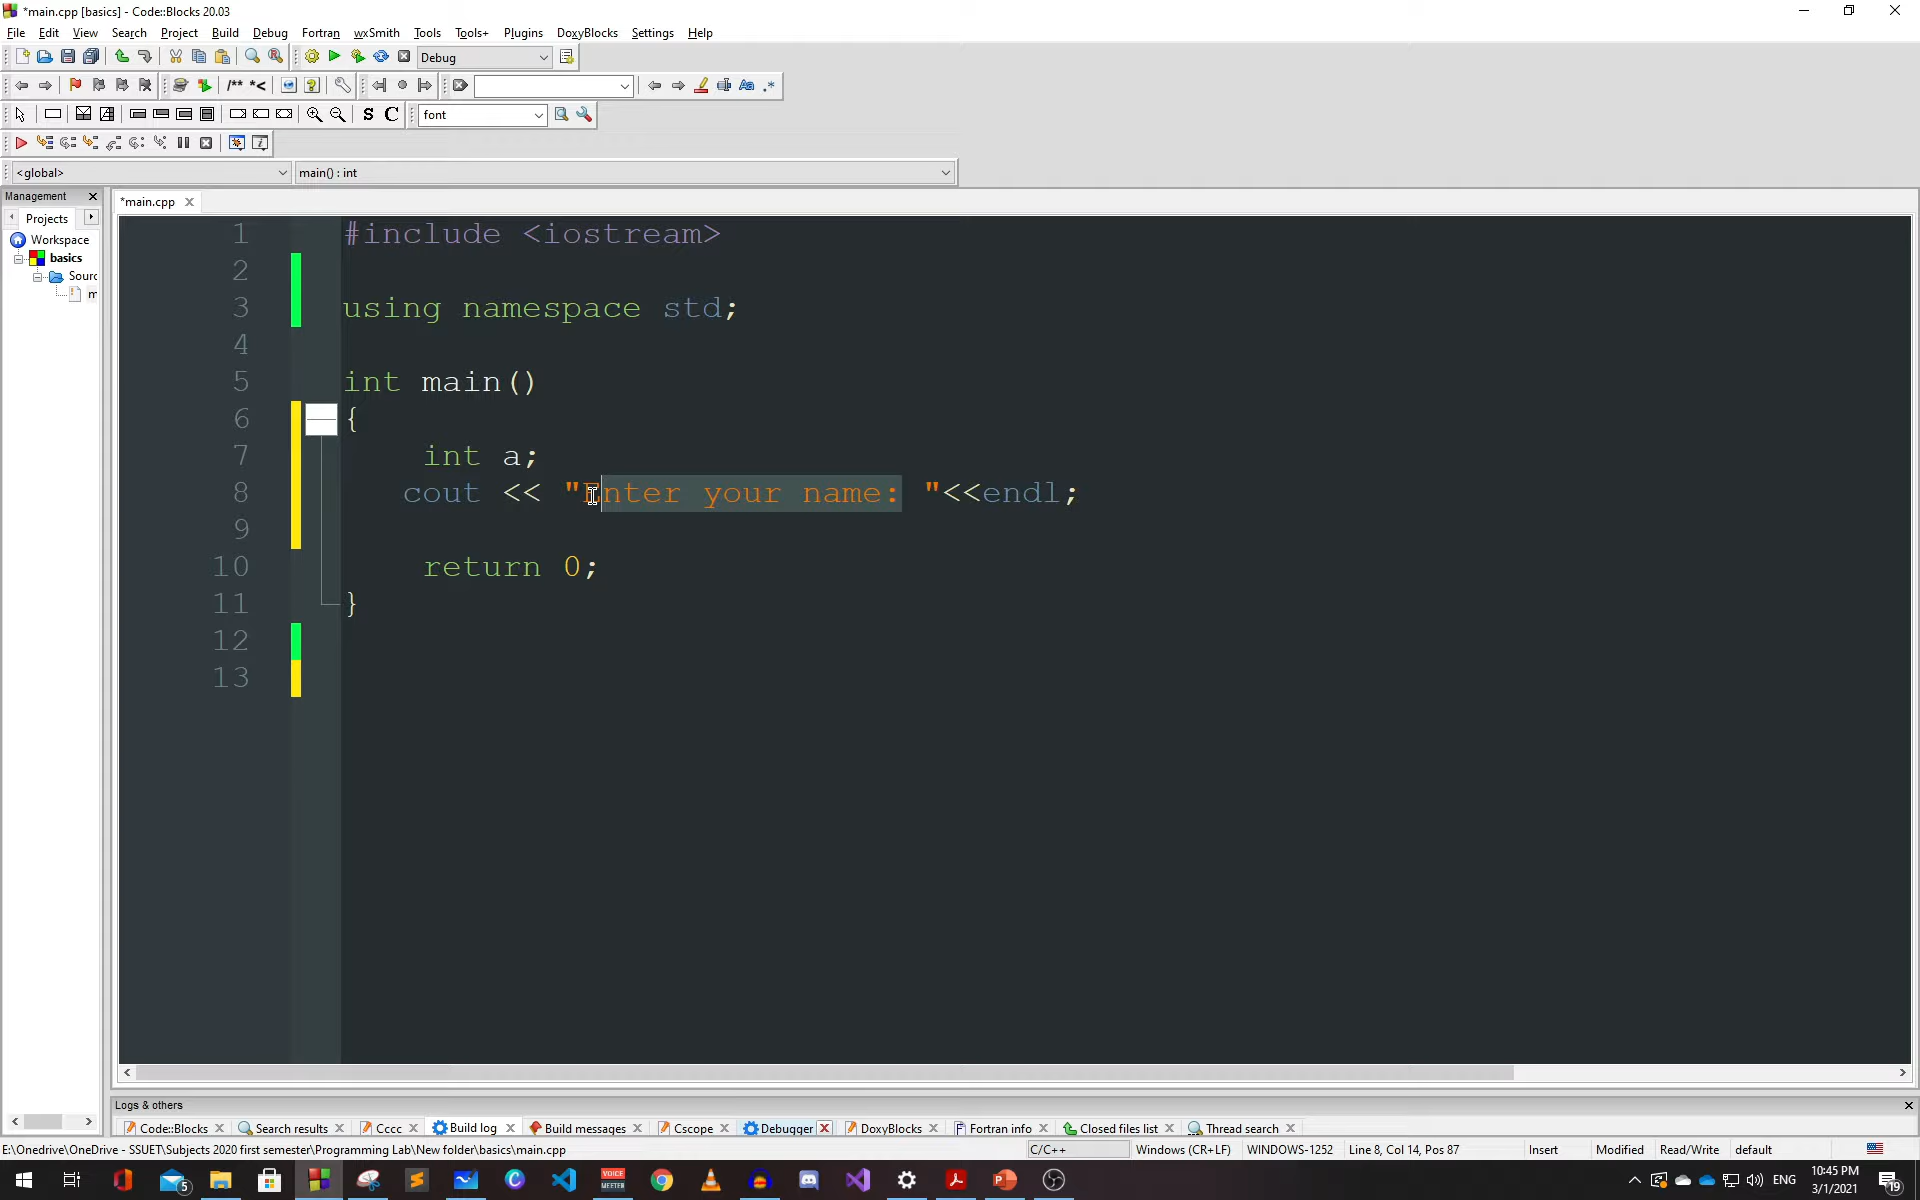 *main.cpp [basics] - Code::Blocks 20.03
File Edit View Search Project Build Debug Fortran wxSmith Tools Tools+ Plugins DoxyBlocks Settings Help
Debug
/** *<
Aa .*
S C font
<global> main() : int
Management
*main.cpp
Projects
Workspace
basics
Sourc
m
1 #include <iostream>
2
3 using namespace std;
4
5 int main()
6 {
7 int a;
8 cout << "Enter your name: "<<endl;
9
10 return 0;
11 }
12
13
Logs & others
Code::Blocks Search results Cccc Build log Build messages Cscope Debugger DoxyBlocks Fortran info Closed files list Thread search
E:\Onedrive\OneDrive - SSUET\Subjects 2020 first semester\Programming Lab\New folder\basics\main.cpp C/C++ Windows (CR+LF) WINDOWS-1252 Line 8, Col 14, Pos 87 Insert Modified Read/Write default
5 VOICE MEETER ENG 10:45 PM 19
3/1/2021